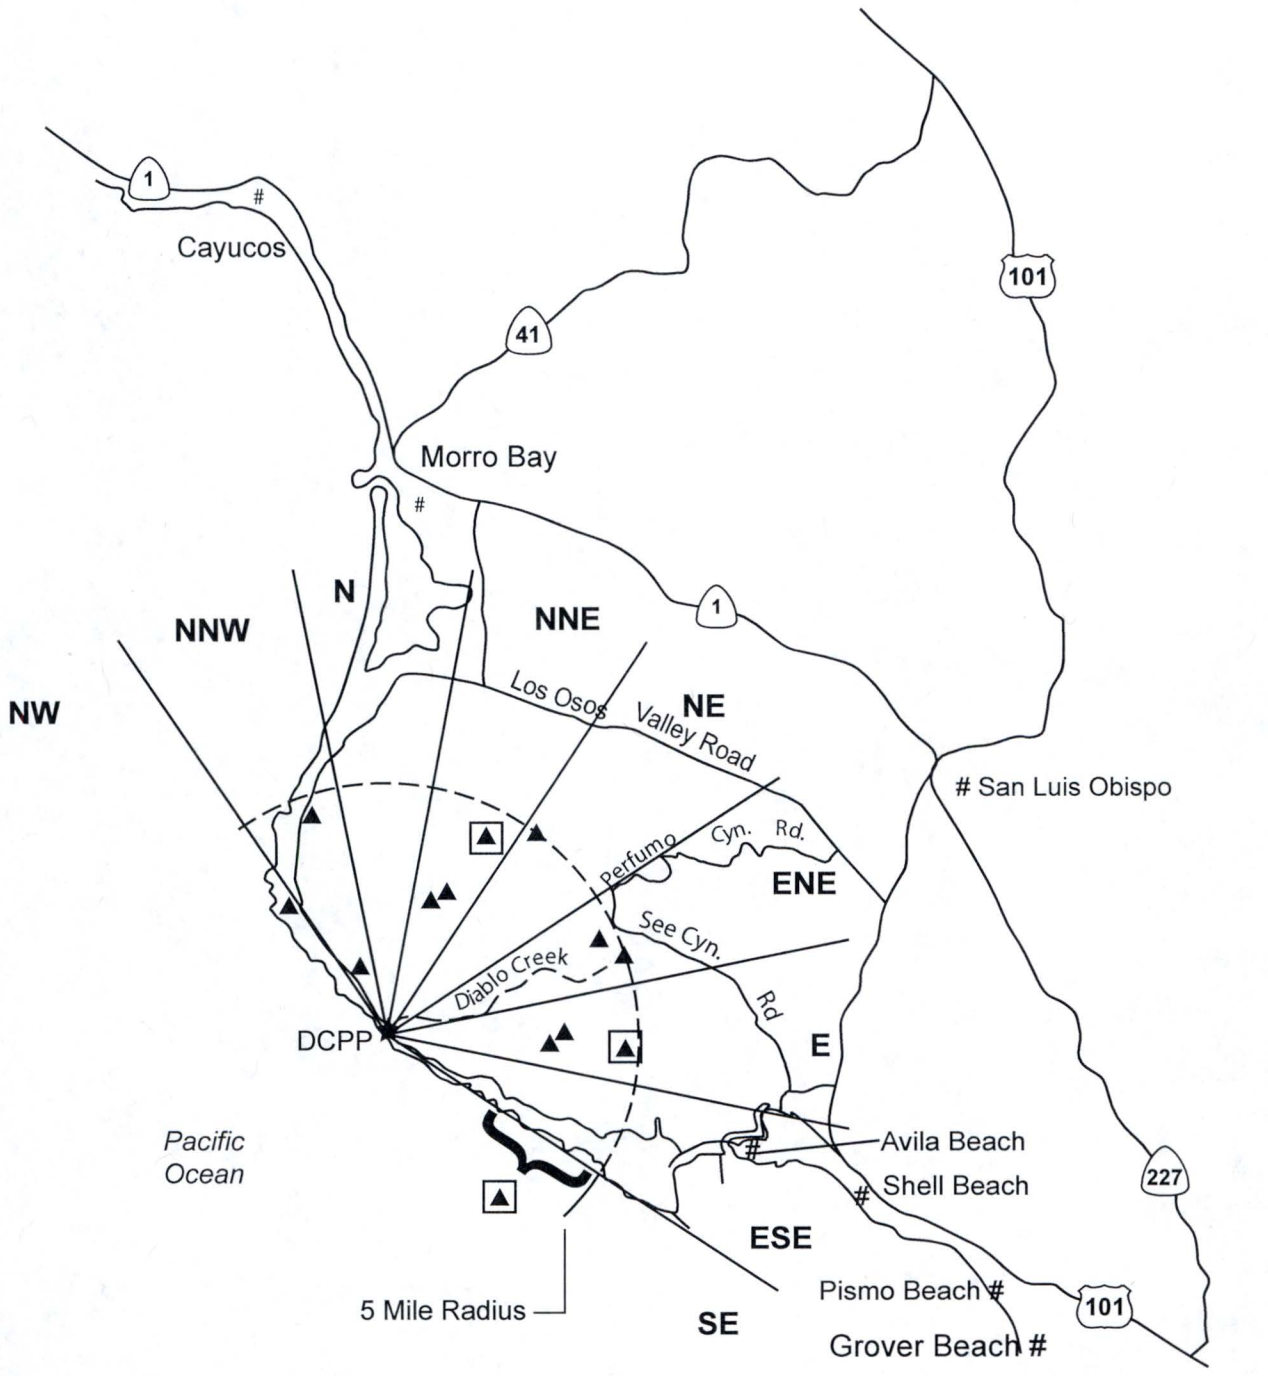 1
#
Cayucos
101
41
Morro Bay
#
N
NNE
1
NNW
Los Osos
Valley Road
NE
NW
# San Luis Obispo
Perfumo
Cyn.
Rd.
ENE
See Cyn.
Rd
Diablo Creek
DCPP
E
Pacific
Ocean
#
Avila Beach
227
#
Shell Beach
ESE
Pismo Beach #
5 Mile Radius
101
SE
Grover Beach #